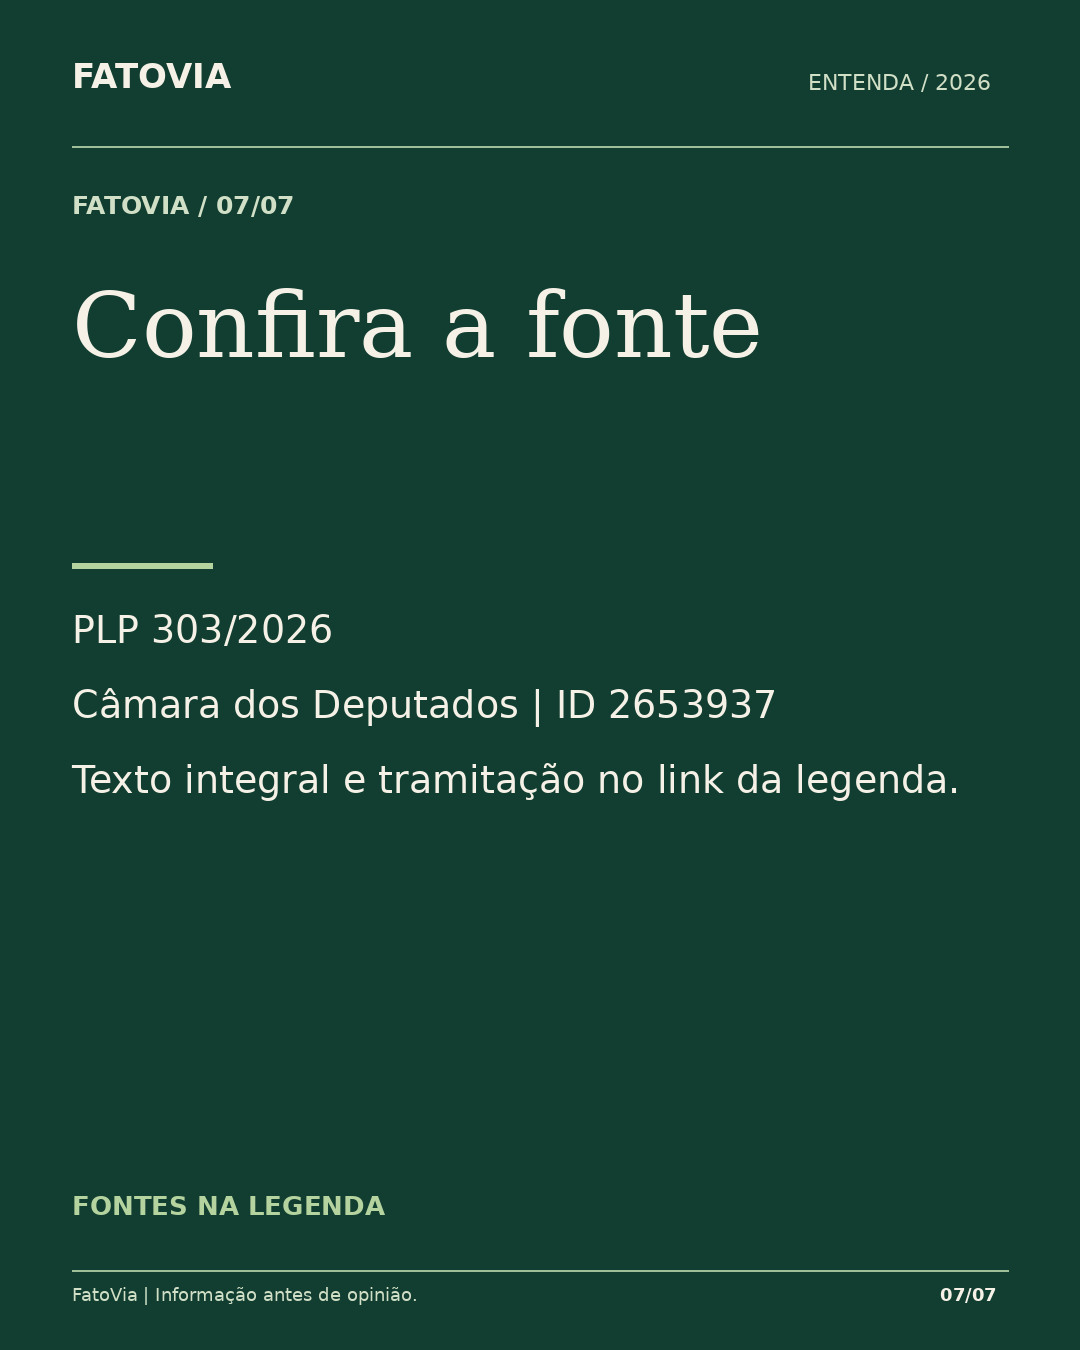 FATOVIA
ENTENDA / 2026
FATOVIA / 07/07
Confira a fonte
PLP 303/2026
Câmara dos Deputados | ID 2653937
Texto integral e tramitação no link da legenda.
FONTES NA LEGENDA
FatoVia | Informação antes de opinião.
07/07